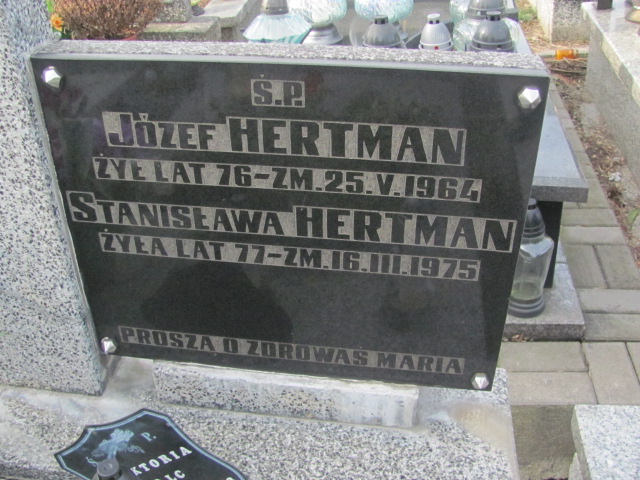 Ś.P.
JÓZEF HERTMAN
ŻYŁ LAT 76-ZM.25.V.1964
STANISŁAWA HERTMAN
ŻYŁA LAT 77-ZM.16.III.1975
PROSZĄ O ZDROWAŚ MARIA
P.
KTORIA